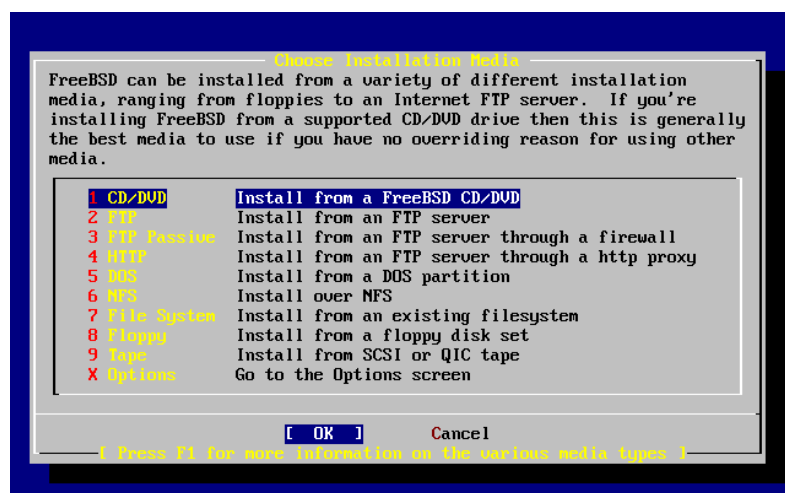 Choose Installation Media
FreeBSD can be installed from a variety of different installation
media, ranging from floppies to an Internet FTP server.  If you're
installing FreeBSD from a supported CD/DVD drive then this is generally
the best media to use if you have no overriding reason for using other
media.
1 CD/DVD Install from a FreeBSD CD/DVD
2 FTP Install from an FTP server
3 FTP Passive Install from an FTP server through a firewall
4 HTTP Install from an FTP server through a http proxy
5 DOS Install from a DOS partition
6 NFS Install over NFS
7 File System Install from an existing filesystem
8 Floppy Install from a floppy disk set
9 Tape Install from SCSI or QIC tape
X Options Go to the Options screen
[ OK ] Cancel
[ Press F1 for more information on the various media types ]